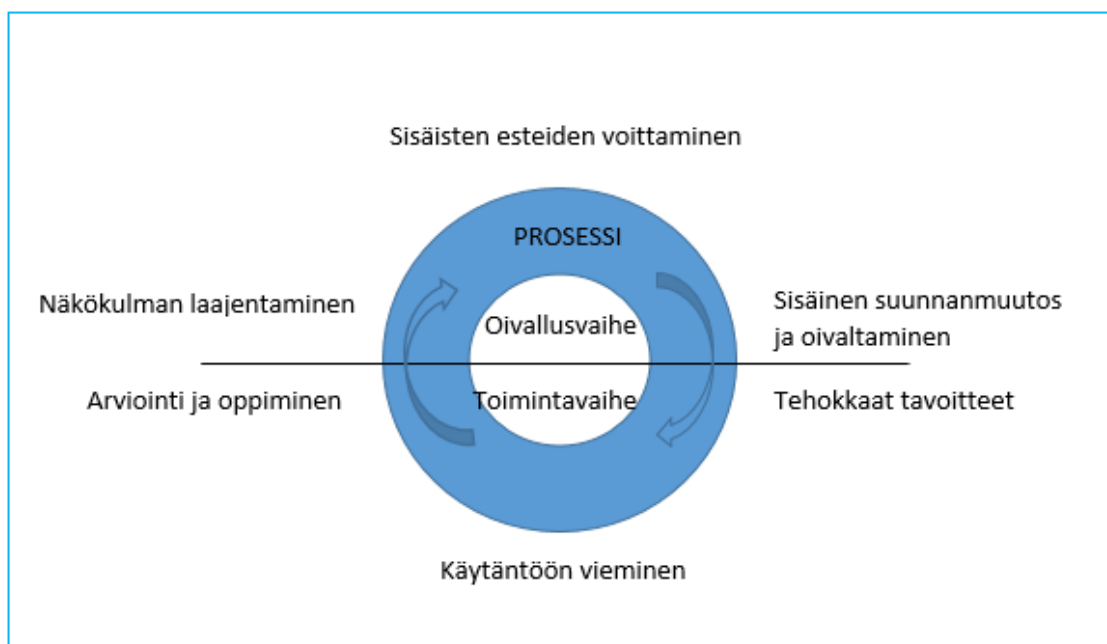 Sisäisten esteiden voittaminen
PROSESSI
Näkökulman laajentaminen
Oivallusvaihe
Sisäinen suunnanmuutos
ja oivaltaminen
Arviointi ja oppiminen
Toimintavaihe
Tehokkaat tavoitteet
Käytäntöön vieminen